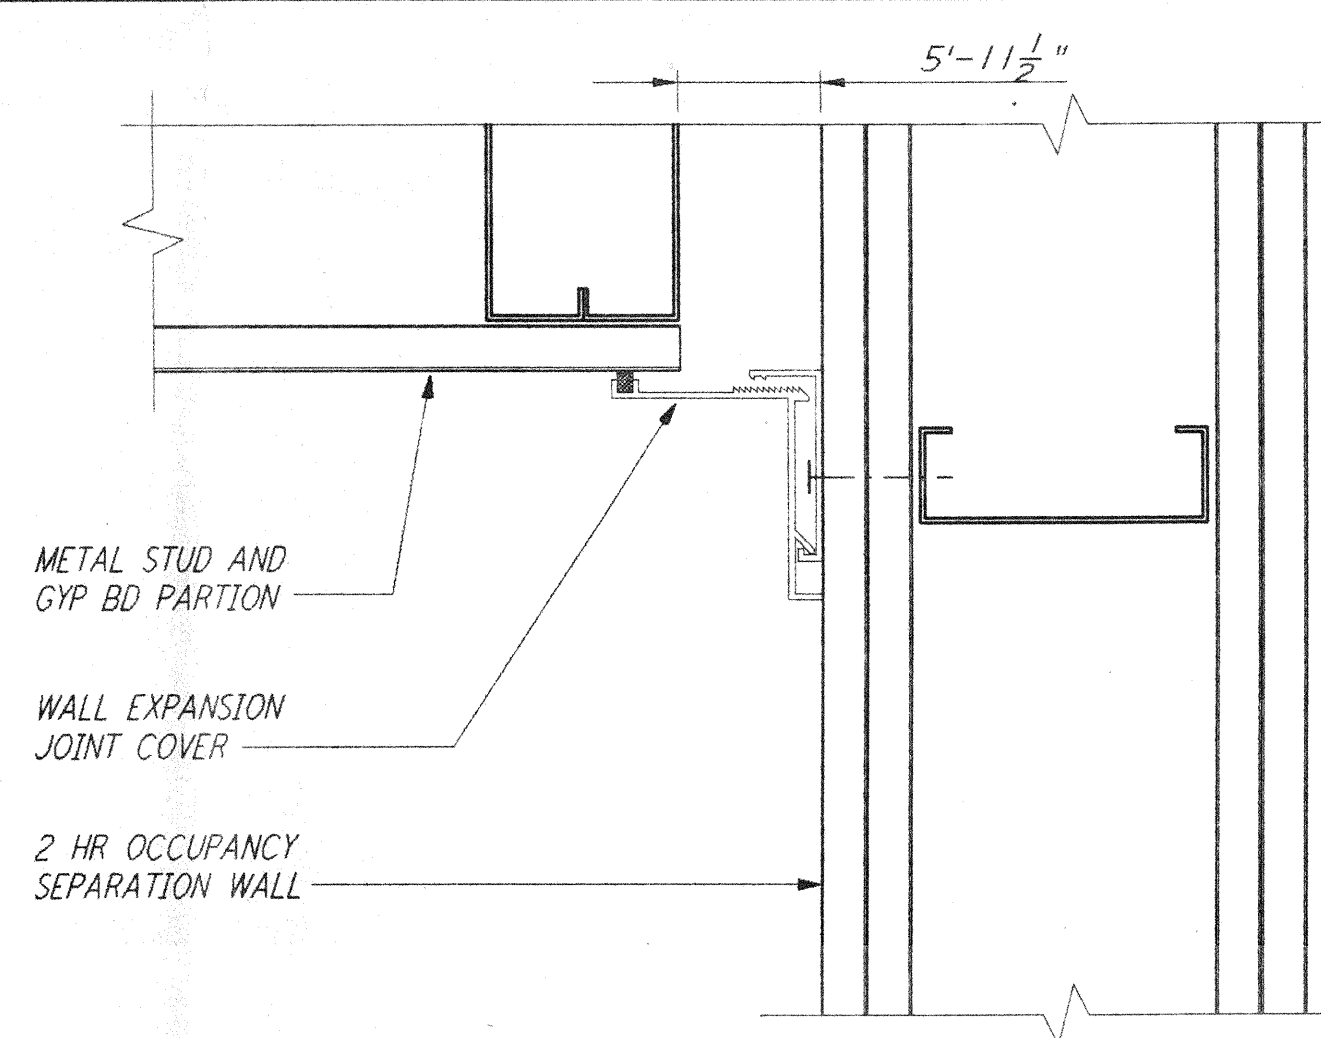 5'-11 1/2"
METAL STUD AND
GYP BD PARTION
WALL EXPANSION
JOINT COVER
2 HR OCCUPANCY
SEPARATION WALL